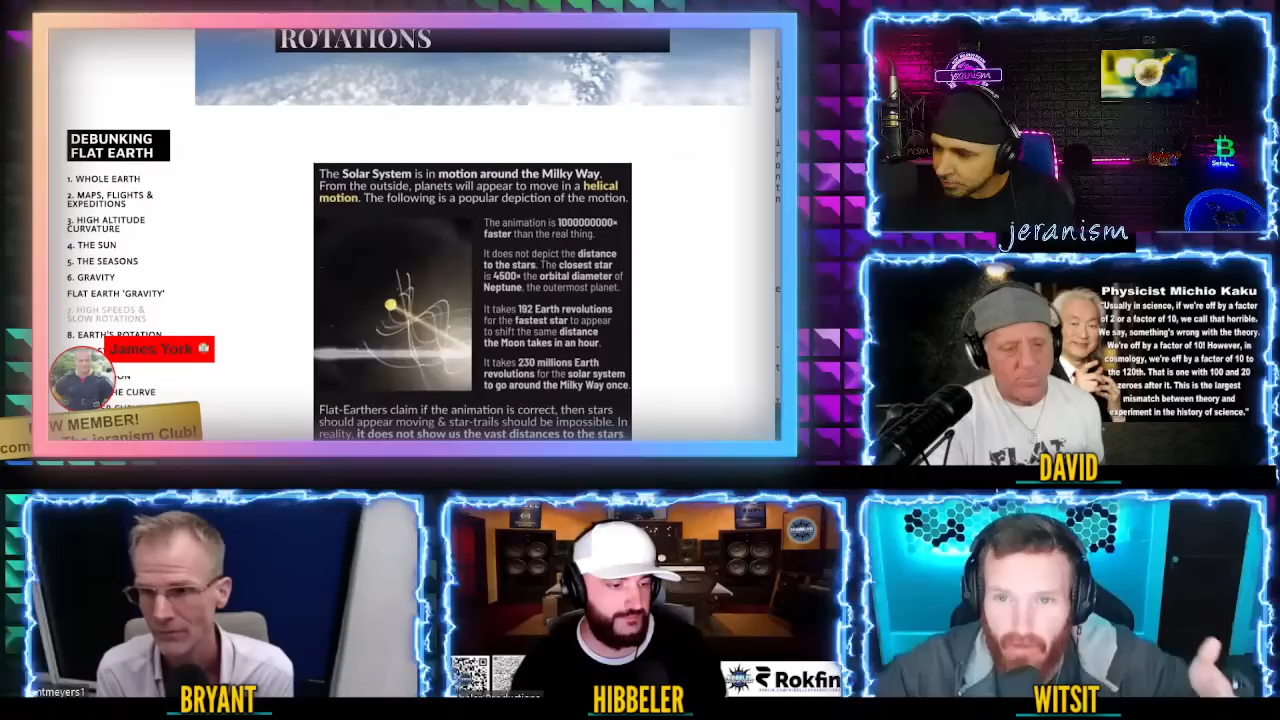 ROTATIONS
DEBUNKING
FLAT EARTH
1. WHOLE EARTH
2. MAPS, FLIGHTS &
EXPEDITIONS
3. HIGH ALTITUDE
CURVATURE
4. THE SUN
5. THE SEASONS
6. GRAVITY
FLAT EARTH 'GRAVITY'
7. HIGH SPEEDS &
SLOW ROTATIONS
8. EARTH'S ROTATION
James York
The Solar System is in motion around the Milky Way.
From the outside, planets will appear to move in a helical
motion. The following is a popular depiction of the motion.
The animation is 1000000000×
faster than the real thing.
It does not depict the distance
to the stars. The closest star
is 4500× the orbital diameter of
Neptune, the outermost planet.
It takes 192 Earth revolutions
for the fastest star to appear
to shift the same distance
the Moon takes in an hour.
It takes 230 millions Earth
revolutions for the solar system
to go around the Milky Way once.
Flat-Earthers claim if the animation is correct, then stars
should appear moving & star-trails should be impossible. In
reality, it does not show us the vast distances to the stars.
MEMBER!
The jeranism Club!
jeranism
Setup..
jeranism
Physicist Michio Kaku
"Usually in science, if we're off by a factor
of 2 or a factor of 10, we call that horrible.
We say, something's wrong with the theory.
We're off by a factor of 10! However, in
cosmology, we're off by a factor of 10 to
the 120th. That is one with 100 and 20
zeroes after it. This is the largest
mismatch between theory and
experiment in the history of science."
FLAT
DAVID
ntmeyers1
BRYANT
Rokfin
HIBBELER
WITSIT